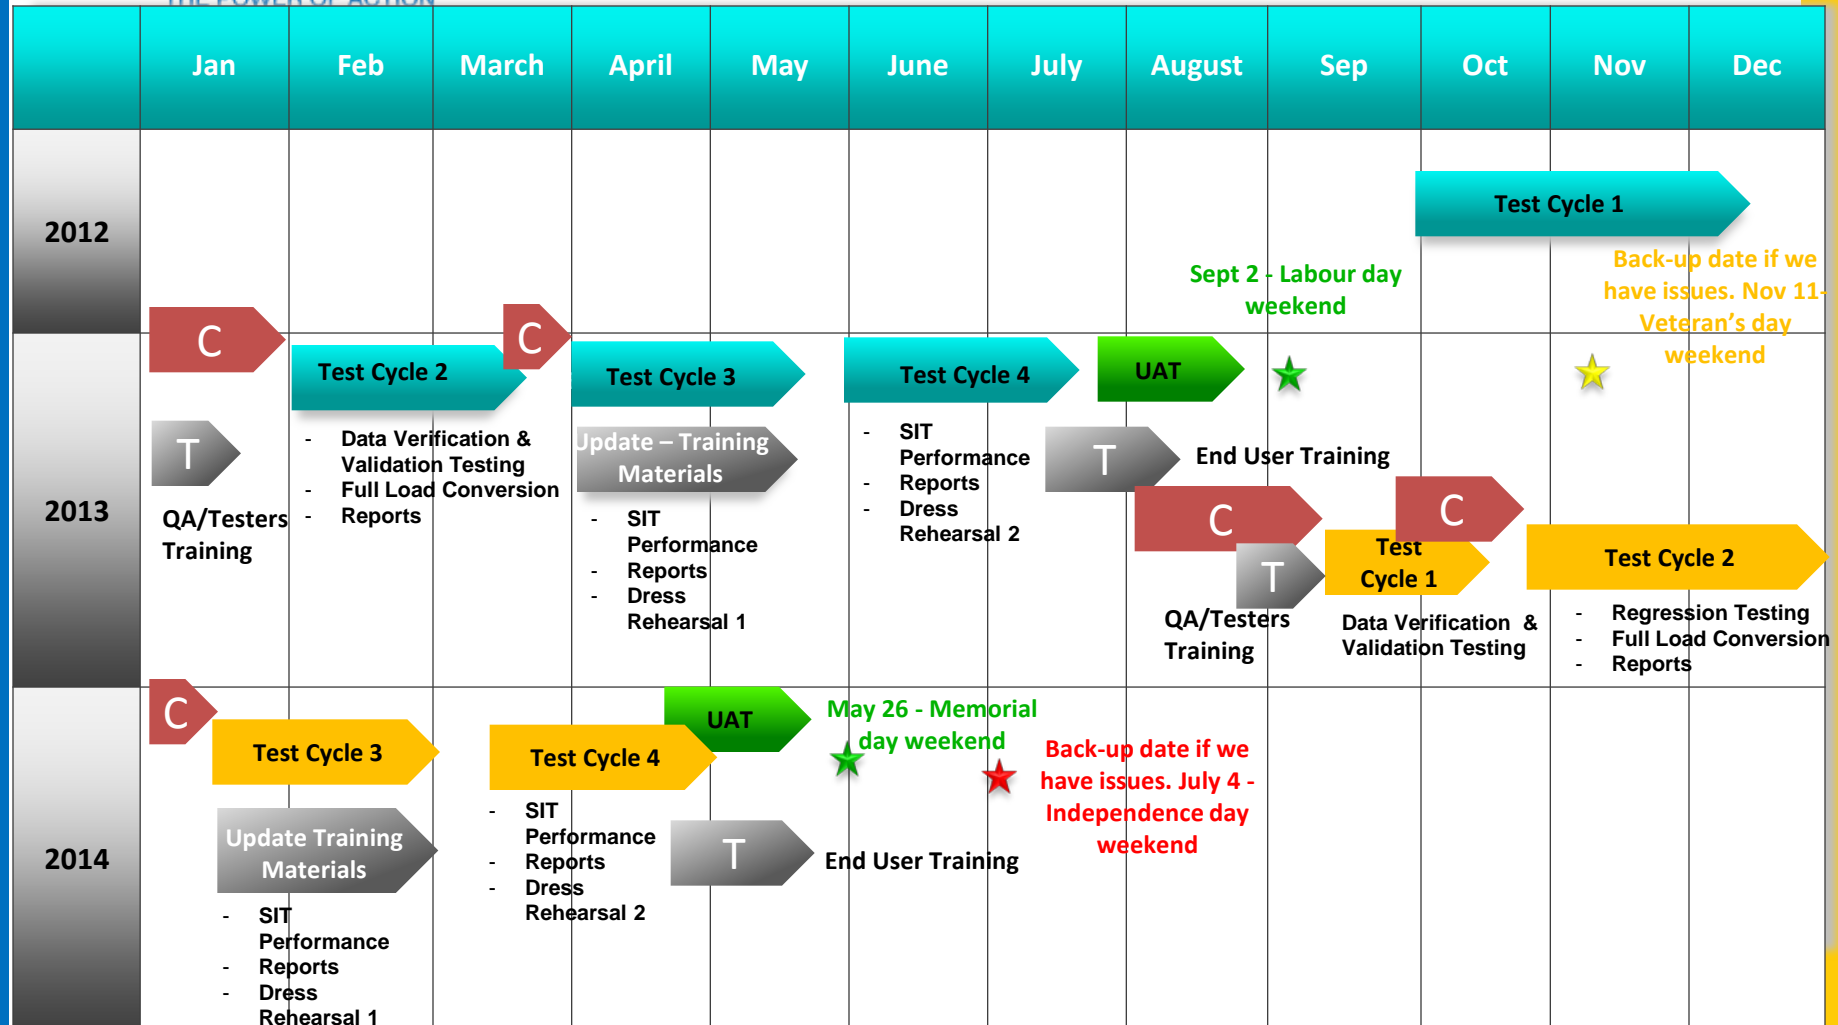 THE POWER OF ACTION
Jan Feb March April May June July August Sep Oct Nov Dec
2012
Test Cycle 1
Sept 2 - Labour day
weekend
Back-up date if we
have issues. Nov 11-
Veteran's day
weekend
2013
C
Test Cycle 2
C
Test Cycle 3
Test Cycle 4
UAT
T
QA/Testers
Training
- Data Verification &
Validation Testing
- Full Load Conversion
- Reports
Update – Training
Materials
- SIT
Performance
- Reports
- Dress
Rehearsal 1
- SIT
Performance
- Reports
- Dress
Rehearsal 2
T
End User Training
C
T
QA/Testers
Training
Test
Cycle 1
C
Data Verification &
Validation Testing
Test Cycle 2
- Regression Testing
- Full Load Conversion
- Reports
2014
C
Test Cycle 3
Update Training
Materials
- SIT
Performance
- Reports
- Dress
Rehearsal 1
Test Cycle 4
- SIT
Performance
- Reports
- Dress
Rehearsal 2
UAT
T
End User Training
May 26 - Memorial
day weekend
Back-up date if we
have issues. July 4 -
Independence day
weekend